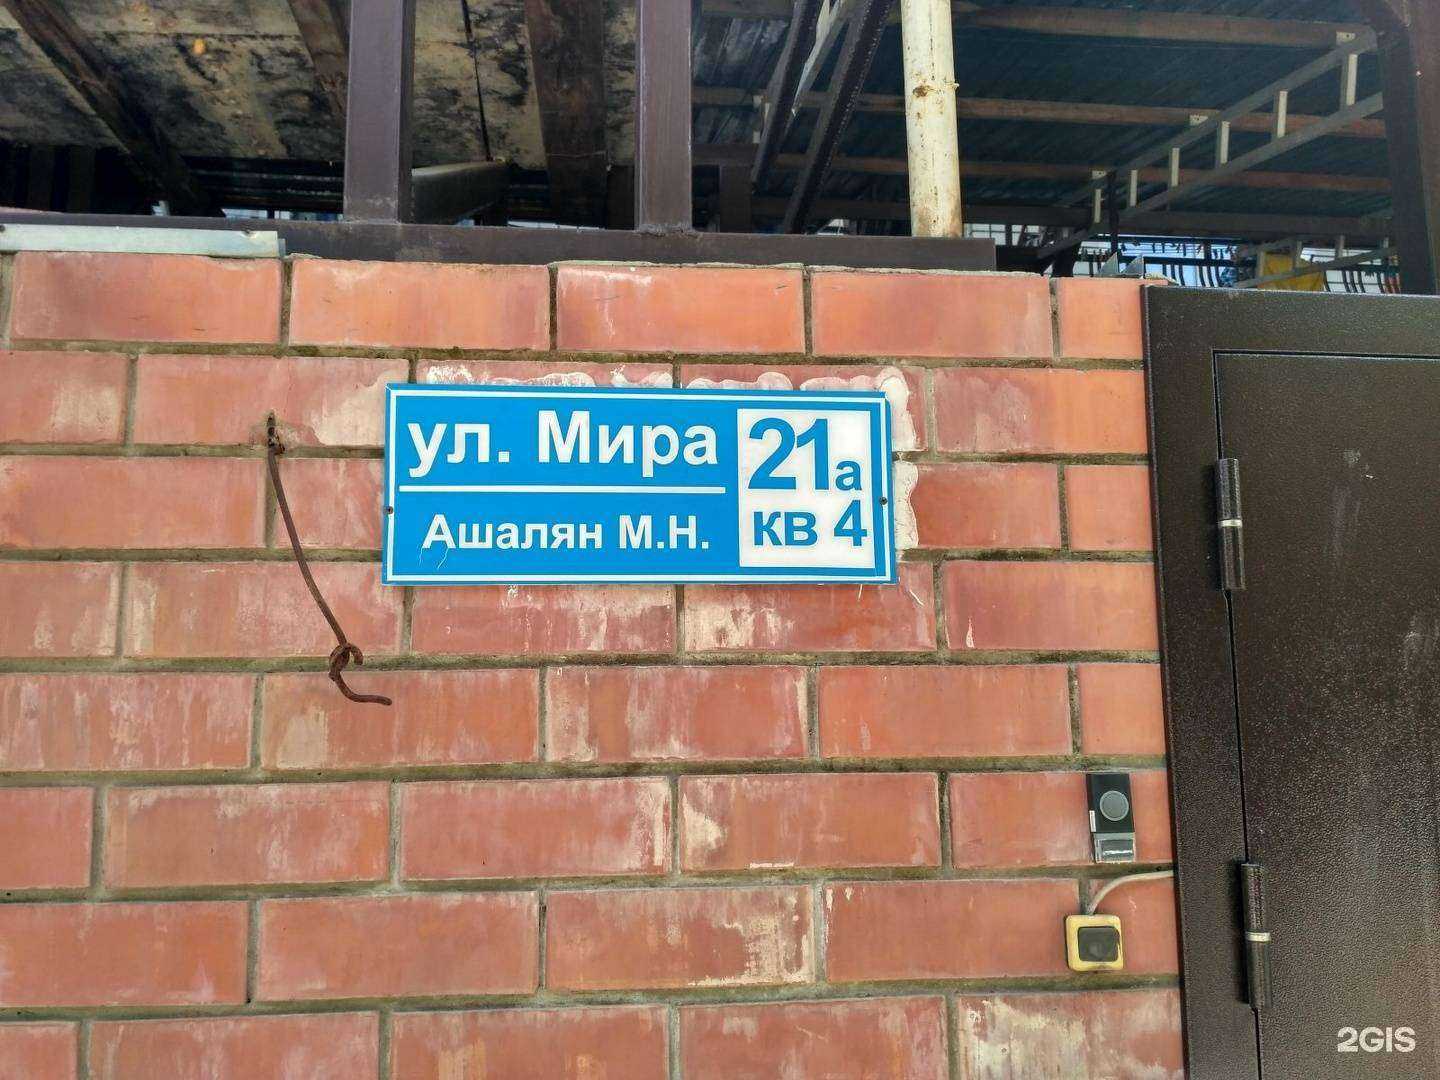 ул. Мира 21а
Ашалян М.Н. кв 4
2GIS